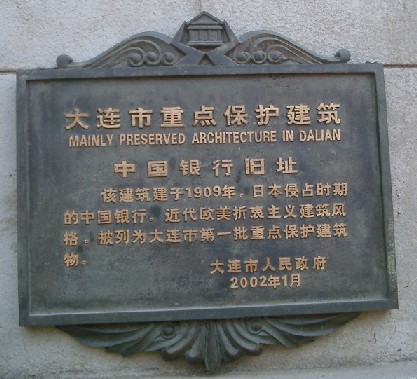 大连市重点保护建筑
MAINLY PRESERVED ARCHITECTURE IN DALIAN
中国银行旧址
该建筑建于1909年。日本侵占时期
的中国银行。近代欧美折衷主义建筑风
格。被列为大连市第一批重点保护建筑
物。
大连市人民政府
2002年1月